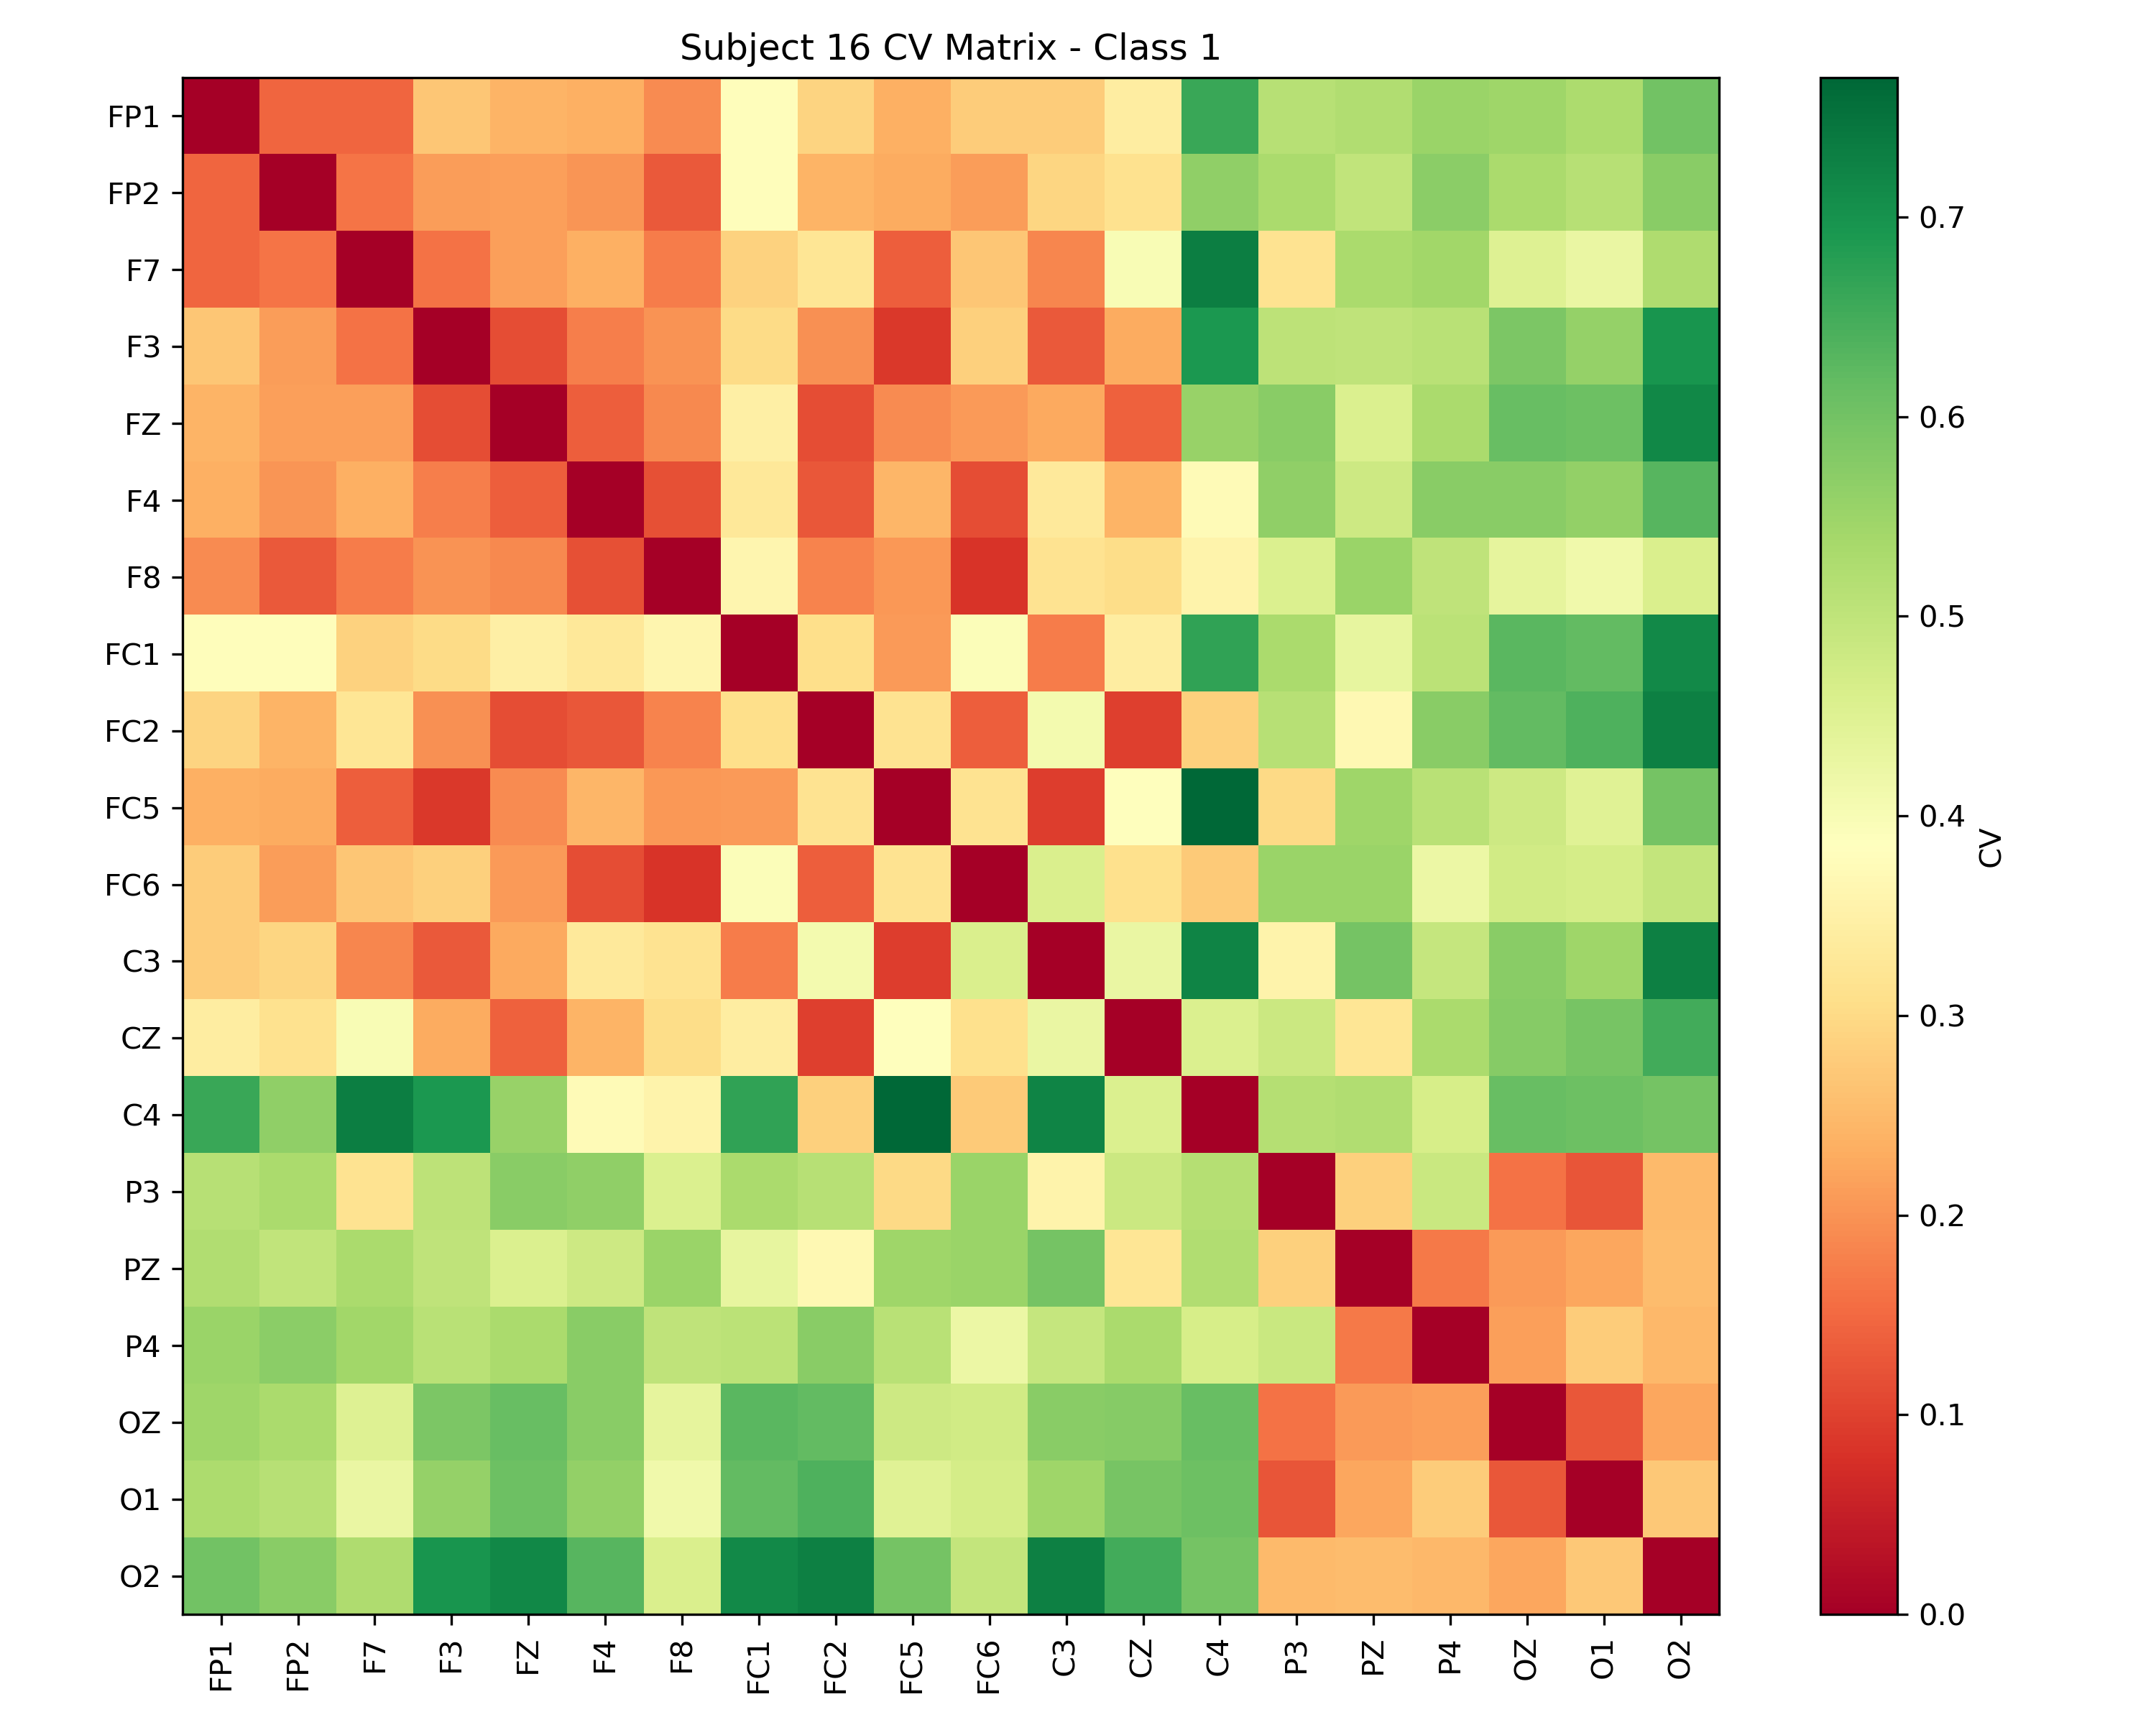 Subject 16 CV Matrix - Class 1
FP1
FP2
F7
F3
FZ
F4
F8
FC1
FC2
FC5
FC6
C3
CZ
C4
P3
PZ
P4
OZ
O1
O2
FP1 FP2 F7 F3 FZ F4 F8 FC1 FC2 FC5 FC6 C3 CZ C4 P3 PZ P4 OZ O1 O2
0.7
0.6
0.5
0.4
0.3
0.2
0.1
0.0
CV